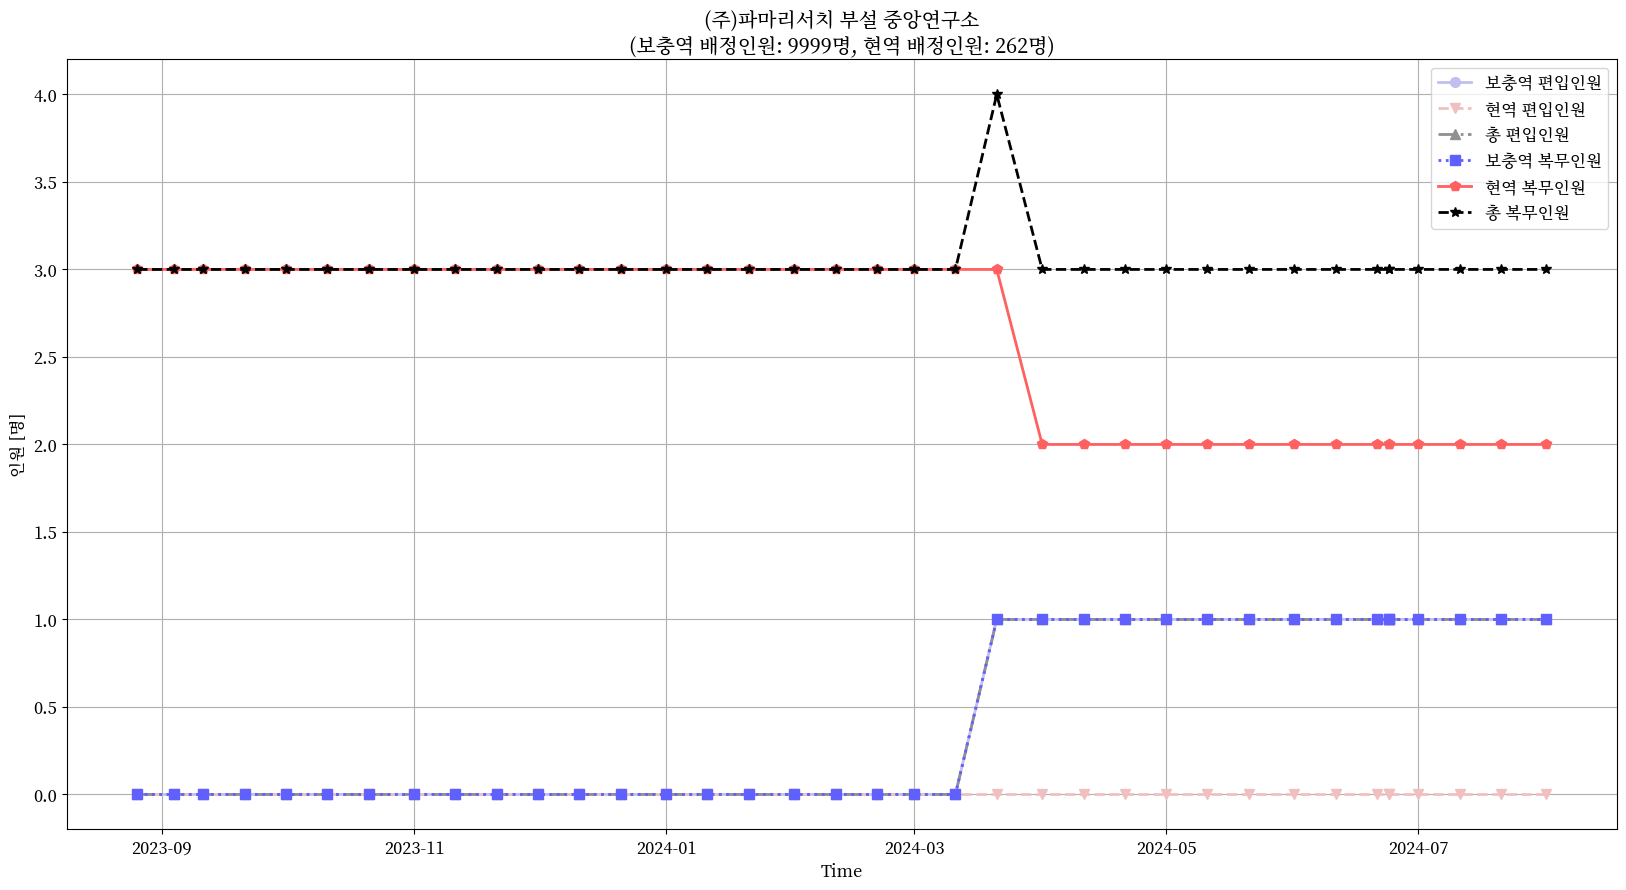 (주)파마리서치 부설 중앙연구소
(보충역 배정인원: 9999명, 현역 배정인원: 262명)
보충역 편입인원
현역 편입인원
총 편입인원
보충역 복무인원
현역 복무인원
총 복무인원
4.0
3.5
3.0
2.5
2.0
1.5
1.0
0.5
0.0
인원 [명]
2023-09
2023-11
2024-01
2024-03
2024-05
2024-07
Time